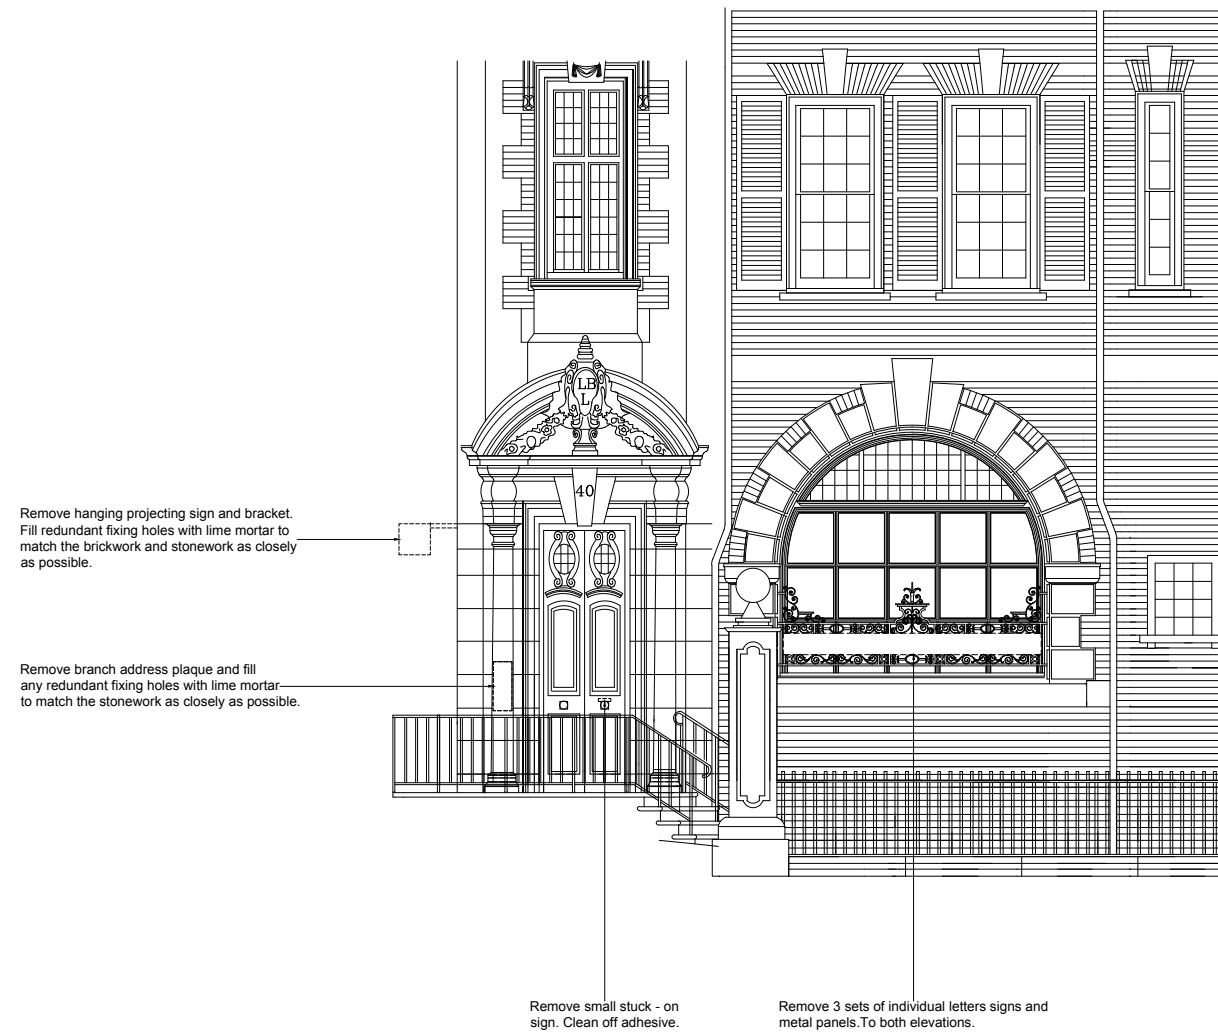 LB
L
40
Remove hanging projecting sign and bracket.
Fill redundant fixing holes with lime mortar to
match the brickwork and stonework as closely
as possible.
Remove branch address plaque and fill
any redundant fixing holes with lime mortar
to match the stonework as closely as possible.
Remove small stuck - on
sign. Clean off adhesive.
Remove 3 sets of individual letters signs and
metal panels.To both elevations.